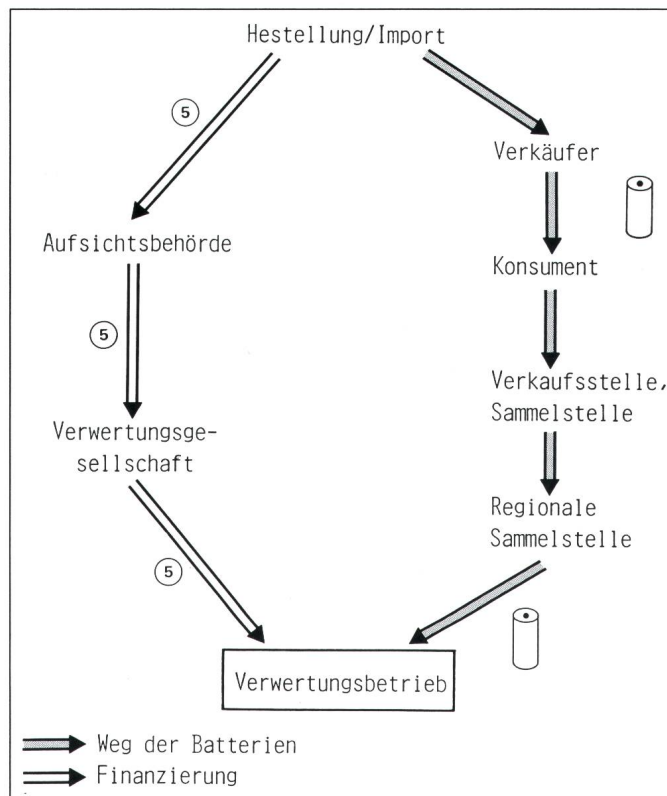 Hestellung/Import
5
Verkäufer
Aufsichtsbehörde
Konsument
5
Verkaufsstelle,
Sammelstelle
Verwertungsge-
sellschaft
Regionale
Sammelstelle
5
Verwertungsbetrieb
Weg der Batterien
Finanzierung